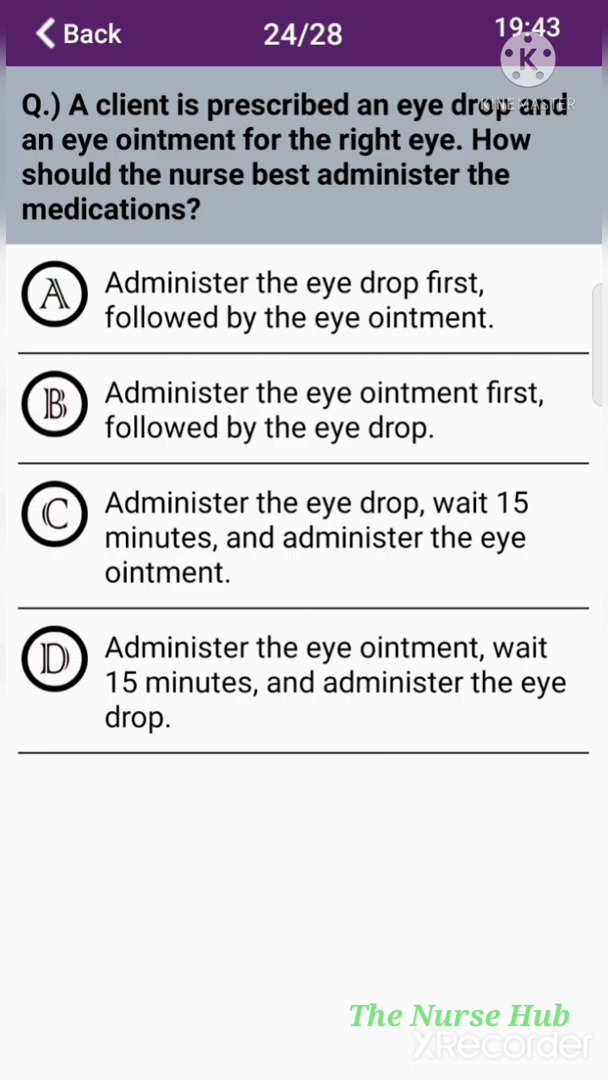 Back
24/28
19:43
K
KINEMASTER
Q.) A client is prescribed an eye drop and
an eye ointment for the right eye. How
should the nurse best administer the
medications?
A
Administer the eye drop first,
followed by the eye ointment.
B
Administer the eye ointment first,
followed by the eye drop.
C
Administer the eye drop, wait 15
minutes, and administer the eye
ointment.
D
Administer the eye ointment, wait
15 minutes, and administer the eye
drop.
The Nurse Hub
XRecorder